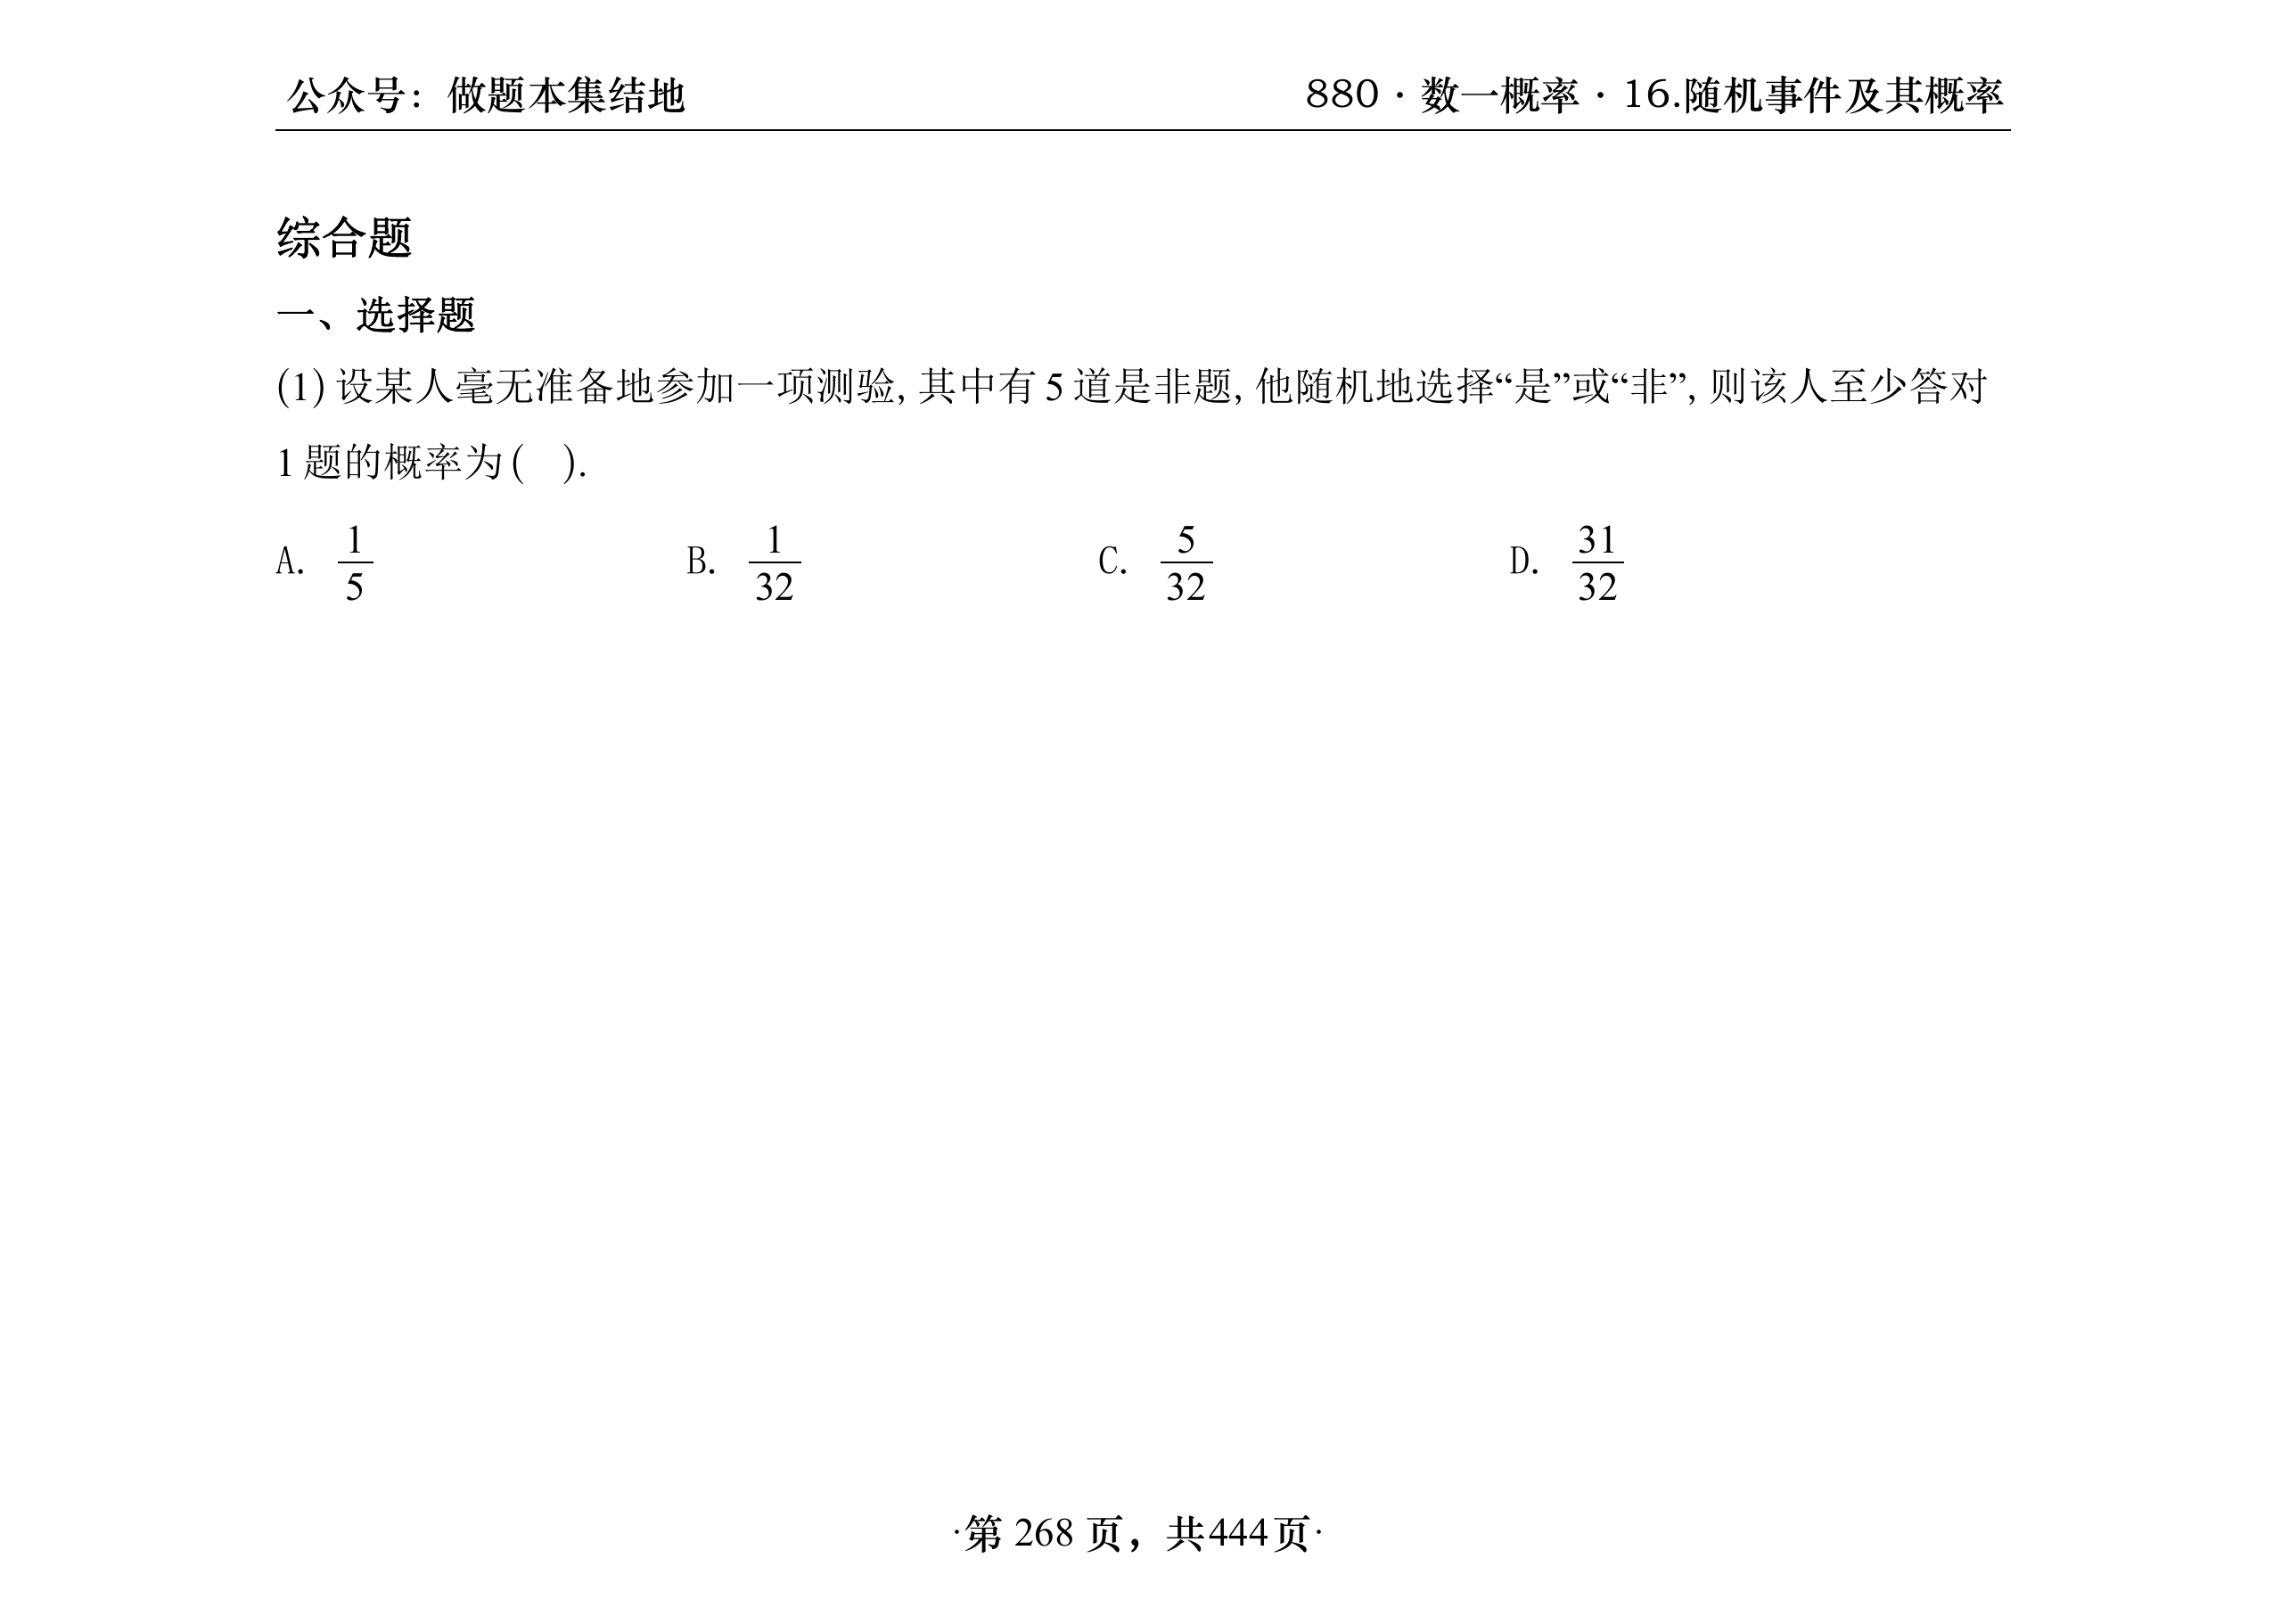 公众号：做题本集结地
880・数一概率・16.随机事件及其概率
综合题
一、选择题
(1) 设某人毫无准备地参加一项测验, 其中有 5 道是非题, 他随机地选择“是”或“非”, 则该人至少答对
1 题的概率为 (   ).
A. 1/5   B. 1/32   C. 5/32   D. 31/32
·第 268 页，共444页·